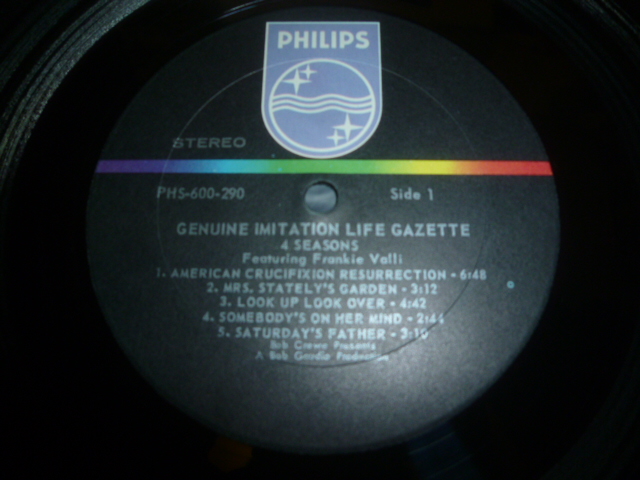 PHILIPS
STEREO
PHS-600-290 Side 1
GENUINE IMITATION LIFE GAZETTE
4 SEASONS
Featuring Frankie Valli
1. AMERICAN CRUCIFIXION RESURRECTION - 6:48
2. MRS. STATELY'S GARDEN - 3:12
3. LOOK UP LOOK OVER - 4:42
4. SOMEBODY'S ON HER MIND - 2:44
5. SATURDAY'S FATHER - 3:10
Bob Crewe Presents
A Bob Gaudio Production